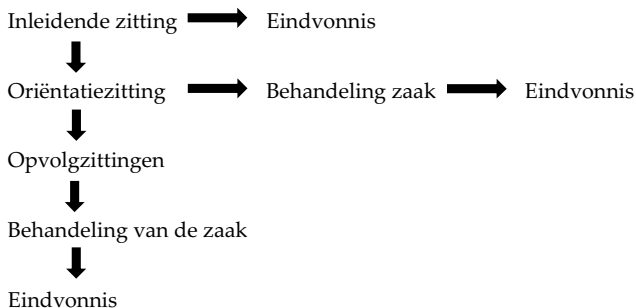 Inleidende zitting Eindvonnis
Oriëntatiezitting Behandeling zaak Eindvonnis
Opvolgzittingen
Behandeling van de zaak
Eindvonnis